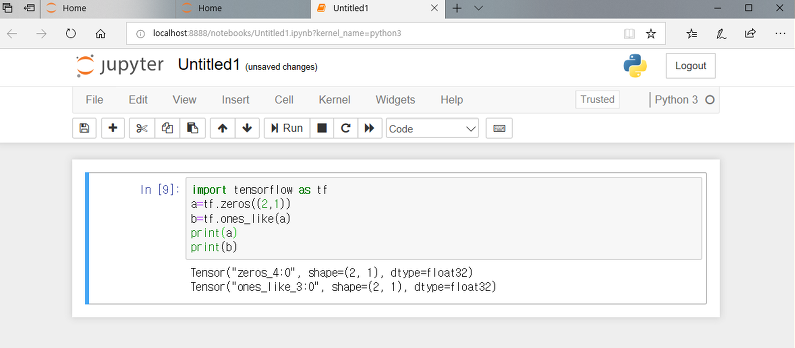 Home
Home
Untitled1
localhost:8888/notebooks/Untitled1.ipynb?kernel_name=python3
jupyter Untitled1 (unsaved changes)
Logout
File Edit View Insert Cell Kernel Widgets Help Trusted Python 3
Run Code
In [9]: import tensorflow as tf
a=tf.zeros((2,1))
b=tf.ones_like(a)
print(a)
print(b)
Tensor("zeros_4:0", shape=(2, 1), dtype=float32)
Tensor("ones_like_3:0", shape=(2, 1), dtype=float32)